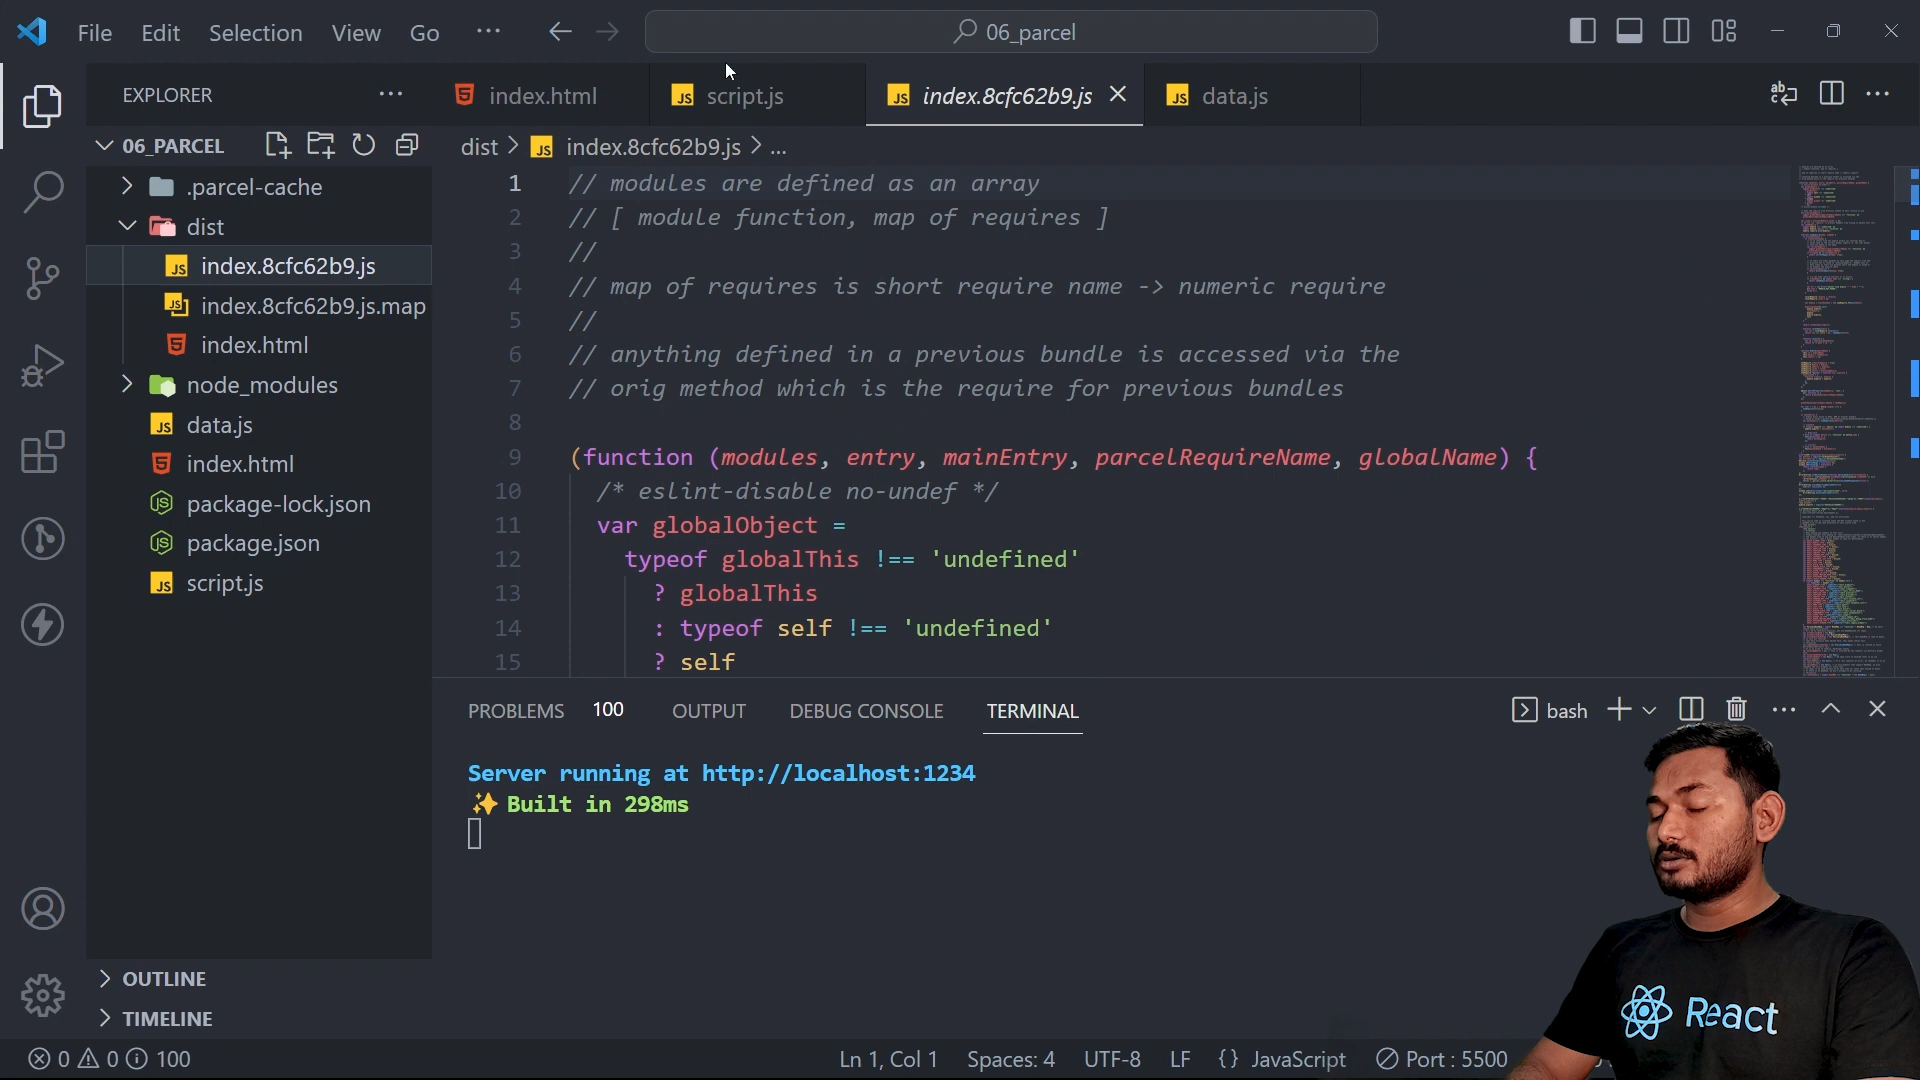 File Edit Selection View Go ··· 06_parcel
EXPLORER ···
index.html
script.js
index.8cfc62b9.js
data.js
06_PARCEL
.parcel-cache
dist
index.8cfc62b9.js
index.8cfc62b9.js.map
index.html
node_modules
data.js
index.html
package-lock.json
package.json
script.js
OUTLINE
TIMELINE
dist > index.8cfc62b9.js > ...
1 // modules are defined as an array
2 // [ module function, map of requires ]
3 //
4 // map of requires is short require name -> numeric require
5 //
6 // anything defined in a previous bundle is accessed via the
7 // orig method which is the require for previous bundles
8
9 (function (modules, entry, mainEntry, parcelRequireName, globalName) {
10 /* eslint-disable no-undef */
11 var globalObject =
12 typeof globalThis !== 'undefined'
13 ? globalThis
14 : typeof self !== 'undefined'
15 ? self
PROBLEMS 100 OUTPUT DEBUG CONSOLE TERMINAL bash
Server running at http://localhost:1234
✨ Built in 298ms
React
0 0 100 Ln 1, Col 1 Spaces: 4 UTF-8 LF {} JavaScript Port : 5500